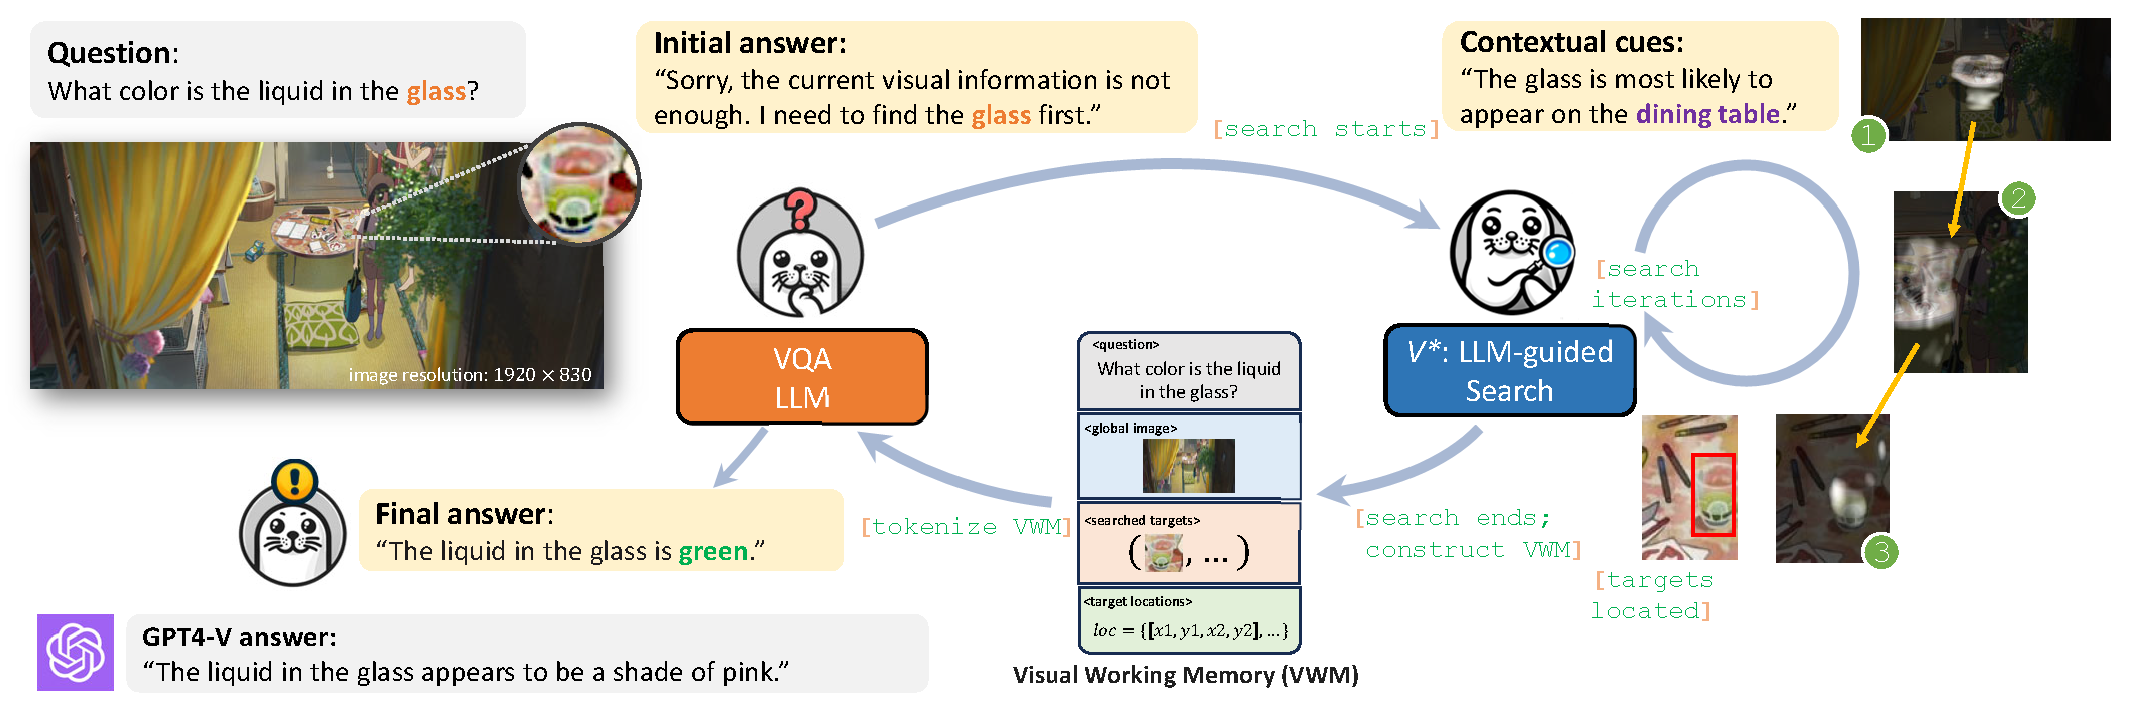 Question:
What color is the liquid in the glass?
image resolution: 1920 × 830
Initial answer:
“Sorry, the current visual information is not
enough. I need to find the glass first.”
[search starts]
Contextual cues:
“The glass is most likely to
appear on the dining table.”
1
2
3
?
[search
iterations]
VQA
LLM
V*: LLM-guided
Search
<question>
What color is the liquid
in the glass?
<global image>
<searched targets>
( , ... )
<target locations>
loc = {[x1, y1, x2, y2], ...}
Visual Working Memory (VWM)
[search ends;
construct VWM]
[targets
located]
[tokenize VWM]
!
Final answer:
“The liquid in the glass is green.”
GPT4-V answer:
“The liquid in the glass appears to be a shade of pink.”